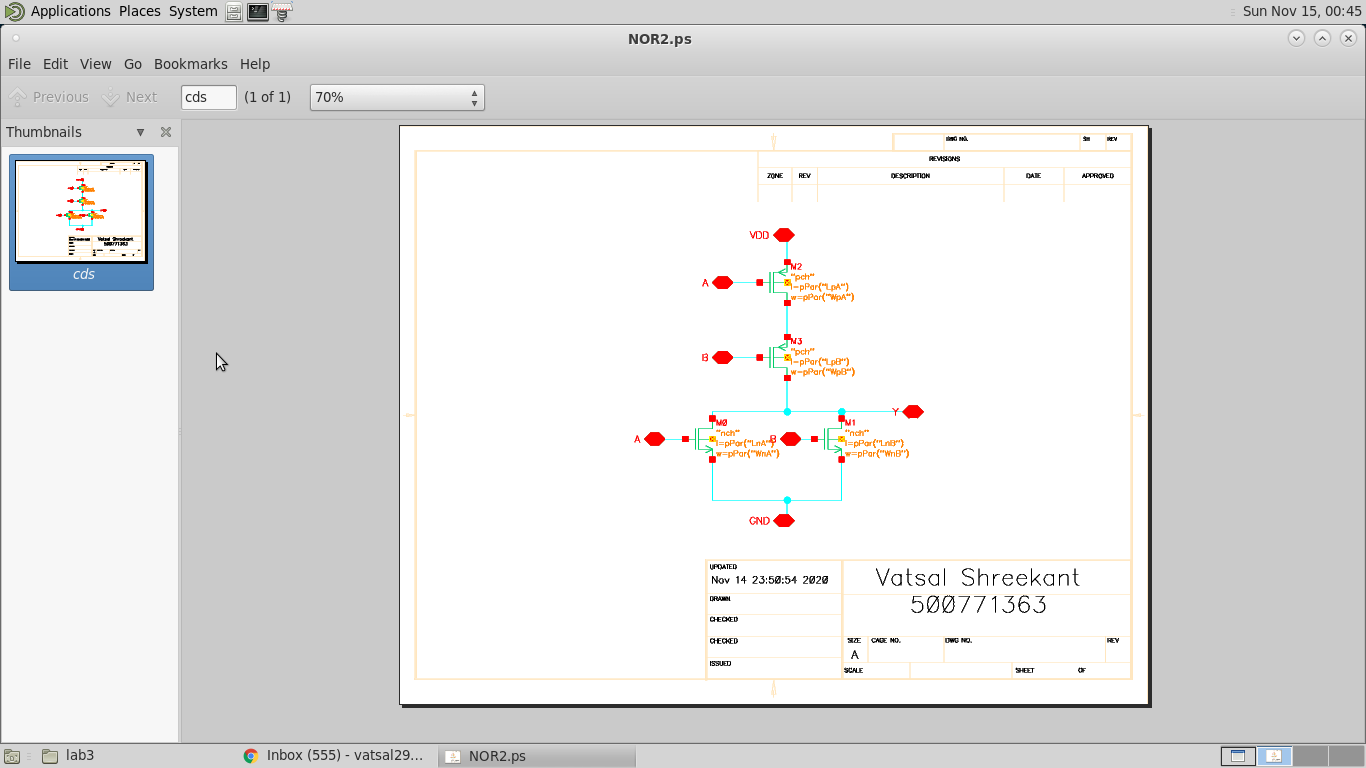 Applications Places System
Sun Nov 15, 00:45
NOR2.ps
File Edit View Go Bookmarks Help
Previous Next cds (1 of 1) 70%
Thumbnails
cds
DWG NO. SH REV
REVISIONS
ZONE REV DESCRIPTION DATE APPROVED
VDD
M2
A
"pch"
l=pPar("LpA")
w=pPar("WpA")
M3
B
"pch"
l=pPar("LpB")
w=pPar("WpB")
Y
M0
A
"nch"
l=pPar("LnA")
w=pPar("WnA")
M1
B
"nch"
l=pPar("LnB")
w=pPar("WnB")
GND
UPDATED
Nov 14 23:50:54 2020
DRAWN
CHECKED
CHECKED
ISSUED
Vatsal Shreekant
500771363
SIZE CAGE NO. DWG NO. REV
A
SCALE SHEET OF
lab3
Inbox (555) - vatsal29...
NOR2.ps